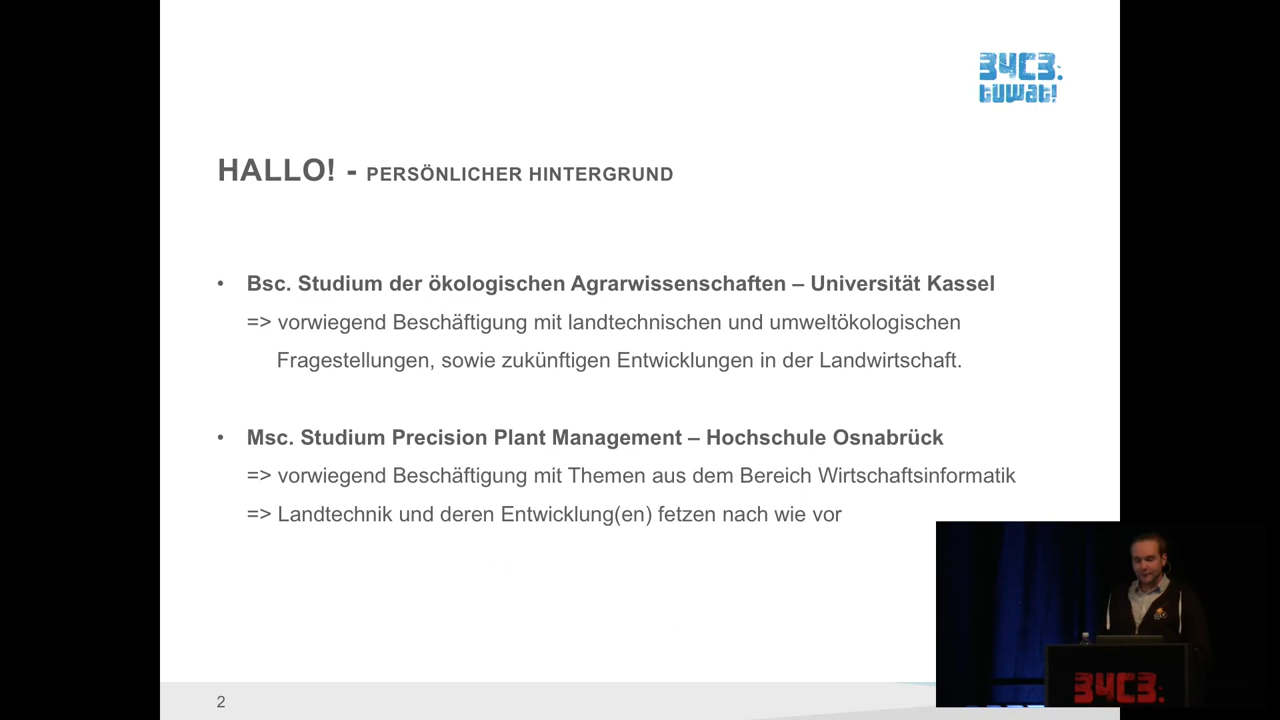 34C3.
tuwat!
HALLO! - PERSÖNLICHER HINTERGRUND
• Bsc. Studium der ökologischen Agrarwissenschaften – Universität Kassel
=> vorwiegend Beschäftigung mit landtechnischen und umweltökologischen
Fragestellungen, sowie zukünftigen Entwicklungen in der Landwirtschaft.
• Msc. Studium Precision Plant Management – Hochschule Osnabrück
=> vorwiegend Beschäftigung mit Themen aus dem Bereich Wirtschaftsinformatik
=> Landtechnik und deren Entwicklung(en) fetzen nach wie vor
34C3.
2